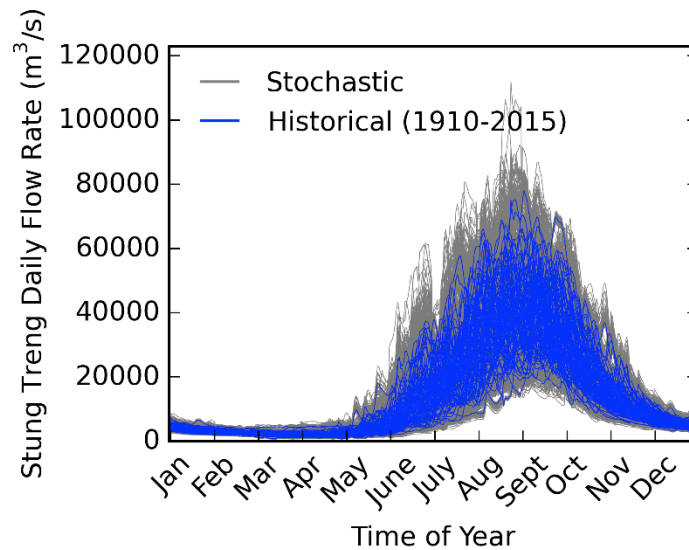 Stung Treng Daily Flow Rate (m³/s)
120000
100000
80000
60000
40000
20000
0
Stochastic
Historical (1910-2015)
Jan
Feb
Mar
Apr
May
June
July
Aug
Sept
Oct
Nov
Dec
Time of Year